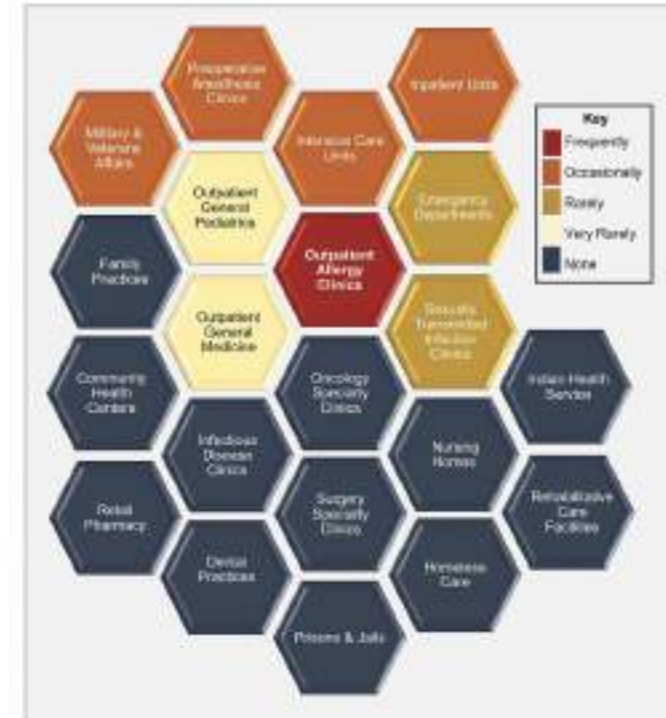 Preoperative
Anesthesia
Clinics
Inpatient Units
Military &
Veterans
Affairs
Intensive Care
Units
Key
Frequently
Occasionally
Rarely
Very Rarely
None
Outpatient
General
Pediatrics
Emergency
Departments
Family
Practices
Outpatient
Allergy
Clinics
Outpatient
General
Medicine
Sexually
Transmitted
Infection
Clinics
Community
Health
Centers
Oncology
Specialty
Clinics
Indian Health
Service
Infectious
Disease
Clinics
Nursing
Homes
Retail
Pharmacy
Surgery
Specialty
Clinics
Rehabilitative
Care
Facilities
Dental
Practices
Homeless
Care
Prisons & Jails